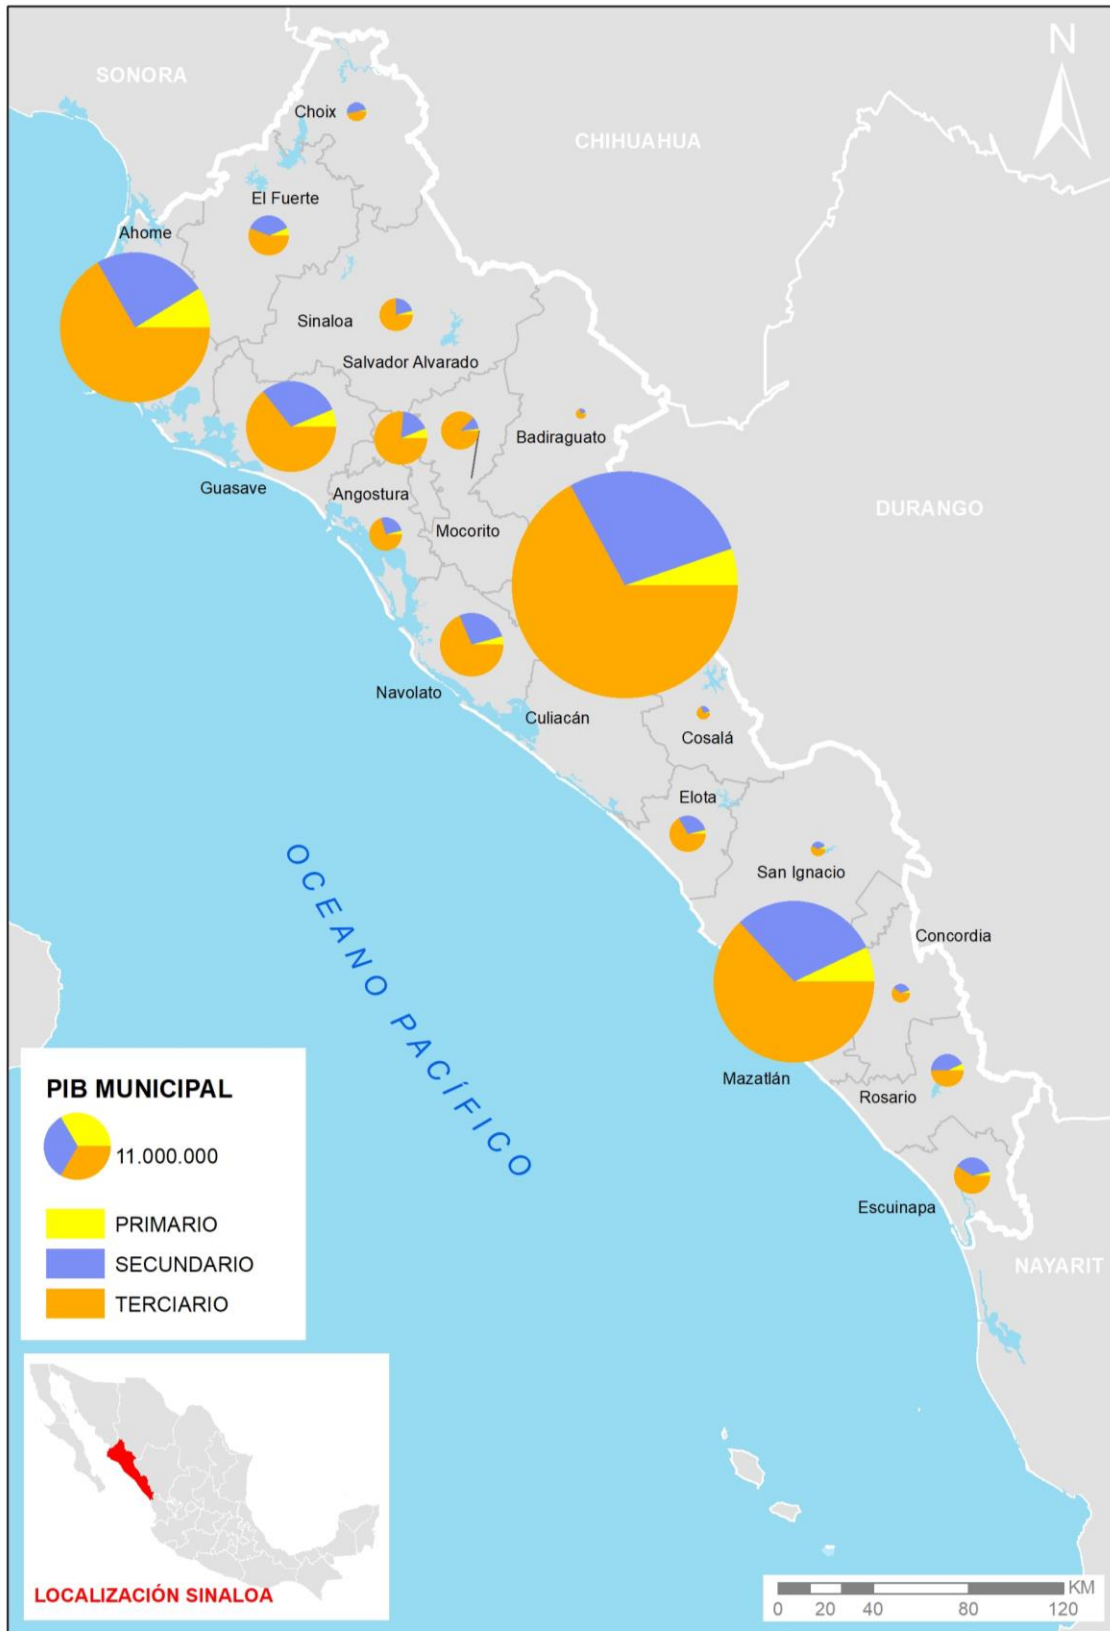 N
SONORA
Choix
CHIHUAHUA
El Fuerte
Ahome
Sinaloa
Salvador Alvarado
Badiraguato
Guasave
Angostura
DURANGO
Mocorito
Navolato
Culiacán
Cosalá
Elota
San Ignacio
OCEANO PACÍFICO
Concordia
Mazatlán
Rosario
Escuinapa
NAYARIT
PIB MUNICIPAL
11.000.000
PRIMARIO
SECUNDARIO
TERCIARIO
LOCALIZACIÓN SINALOA
KM
0 20 40 80 120